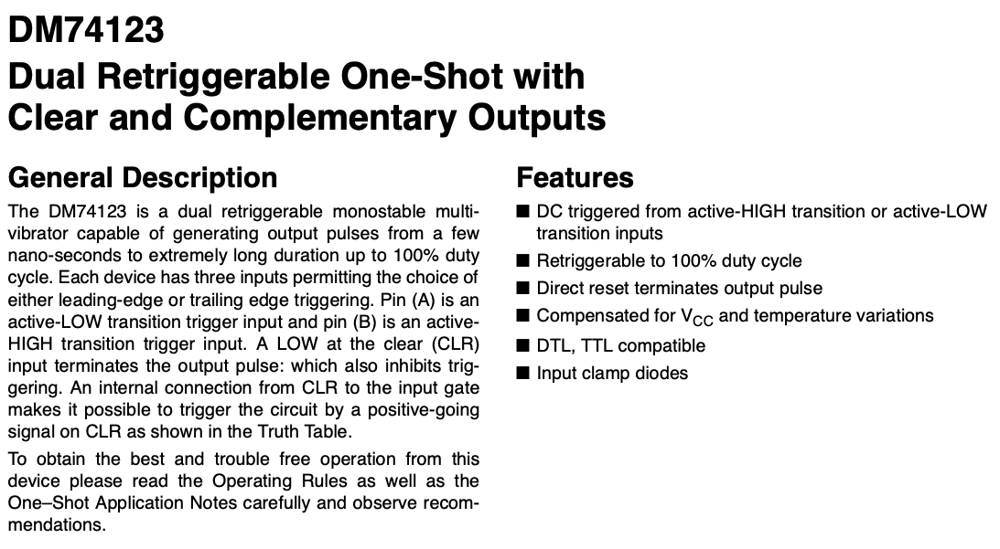 DM74123
Dual Retriggerable One-Shot with
Clear and Complementary Outputs
General Description
The DM74123 is a dual retriggerable monostable multi-
vibrator capable of generating output pulses from a few
nano-seconds to extremely long duration up to 100% duty
cycle. Each device has three inputs permitting the choice of
either leading-edge or trailing edge triggering. Pin (A) is an
active-LOW transition trigger input and pin (B) is an active-
HIGH transition trigger input. A LOW at the clear (CLR)
input terminates the output pulse: which also inhibits trig-
gering. An internal connection from CLR to the input gate
makes it possible to trigger the circuit by a positive-going
signal on CLR as shown in the Truth Table.
To obtain the best and trouble free operation from this
device please read the Operating Rules as well as the
One–Shot Application Notes carefully and observe recom-
mendations.
Features
■ DC triggered from active-HIGH transition or active-LOW
transition inputs
■ Retriggerable to 100% duty cycle
■ Direct reset terminates output pulse
■ Compensated for VCC and temperature variations
■ DTL, TTL compatible
■ Input clamp diodes